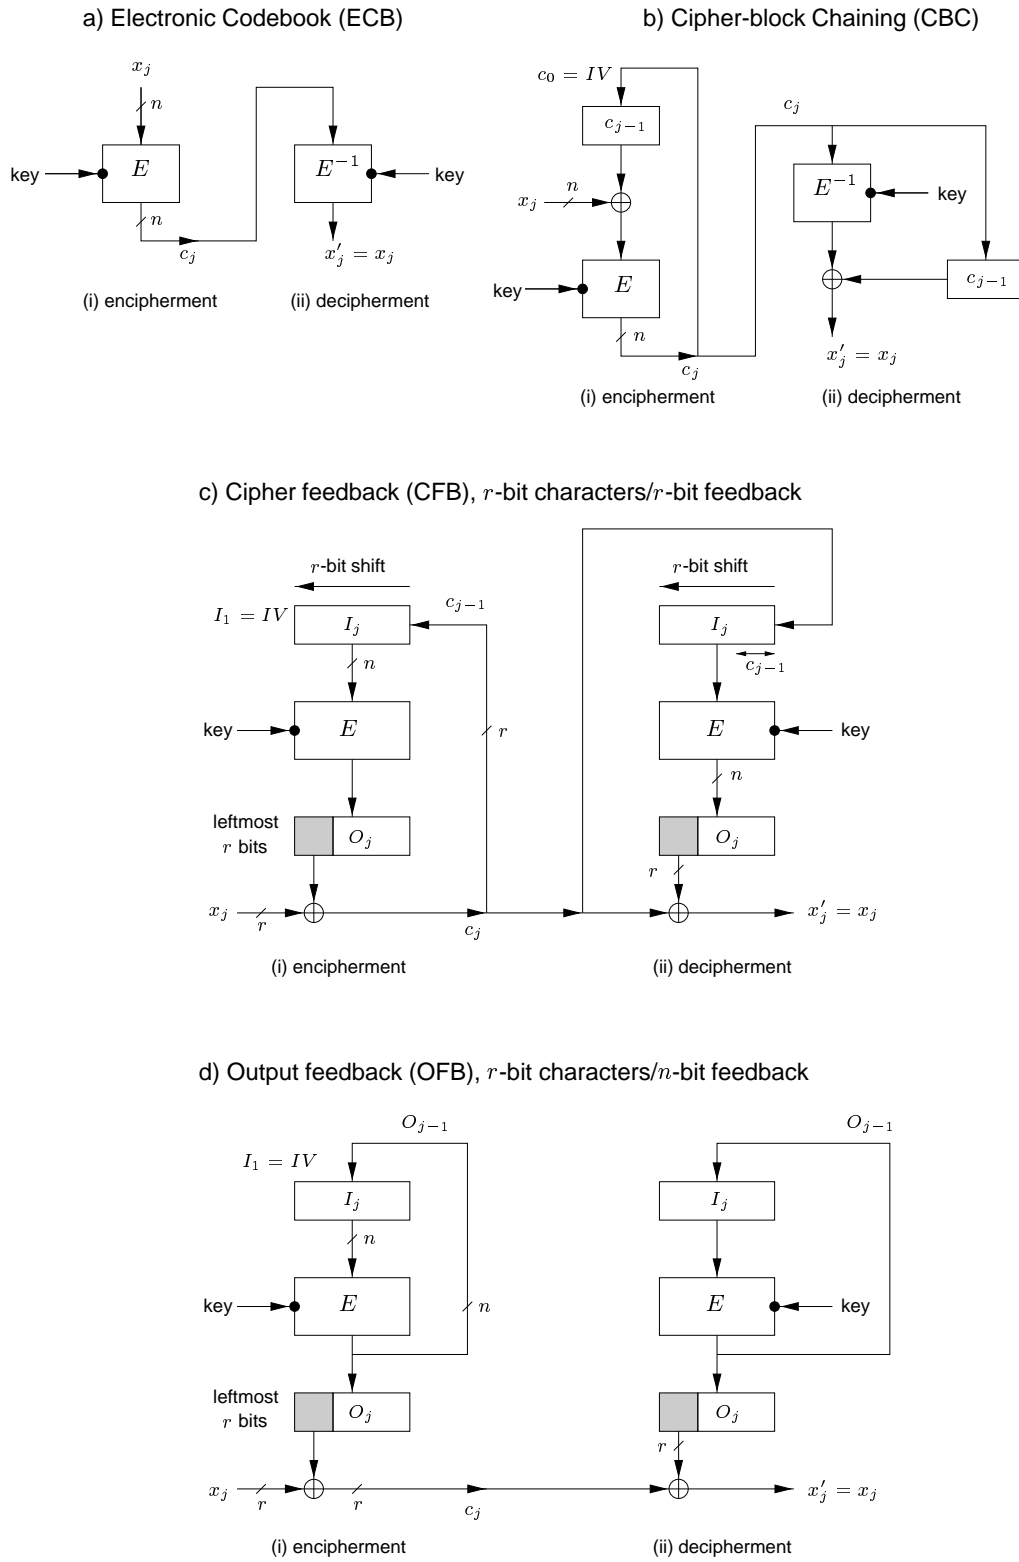 a) Electronic Codebook (ECB)
x_j
n
key
E
n
c_j
E^{-1}
key
x'_j = x_j
(i) encipherment
(ii) decipherment
b) Cipher-block Chaining (CBC)
c_0 = IV
c_{j-1}
n
x_j
⊕
key
E
n
c_j
(i) encipherment
c_j
E^{-1}
key
c_{j-1}
x'_j = x_j
(ii) decipherment
c) Cipher feedback (CFB), r-bit characters/r-bit feedback
r-bit shift
I_1 = IV
I_j
c_{j-1}
n
key
E
r
leftmost
r bits
O_j
x_j
r
c_j
(i) encipherment
r-bit shift
I_j
c_{j-1}
E
key
n
O_j
r
x'_j = x_j
(ii) decipherment
d) Output feedback (OFB), r-bit characters/n-bit feedback
O_{j-1}
I_1 = IV
I_j
n
key
E
n
leftmost
r bits
O_j
x_j
r
r
c_j
(i) encipherment
O_{j-1}
I_j
E
key
O_j
r
x'_j = x_j
(ii) decipherment